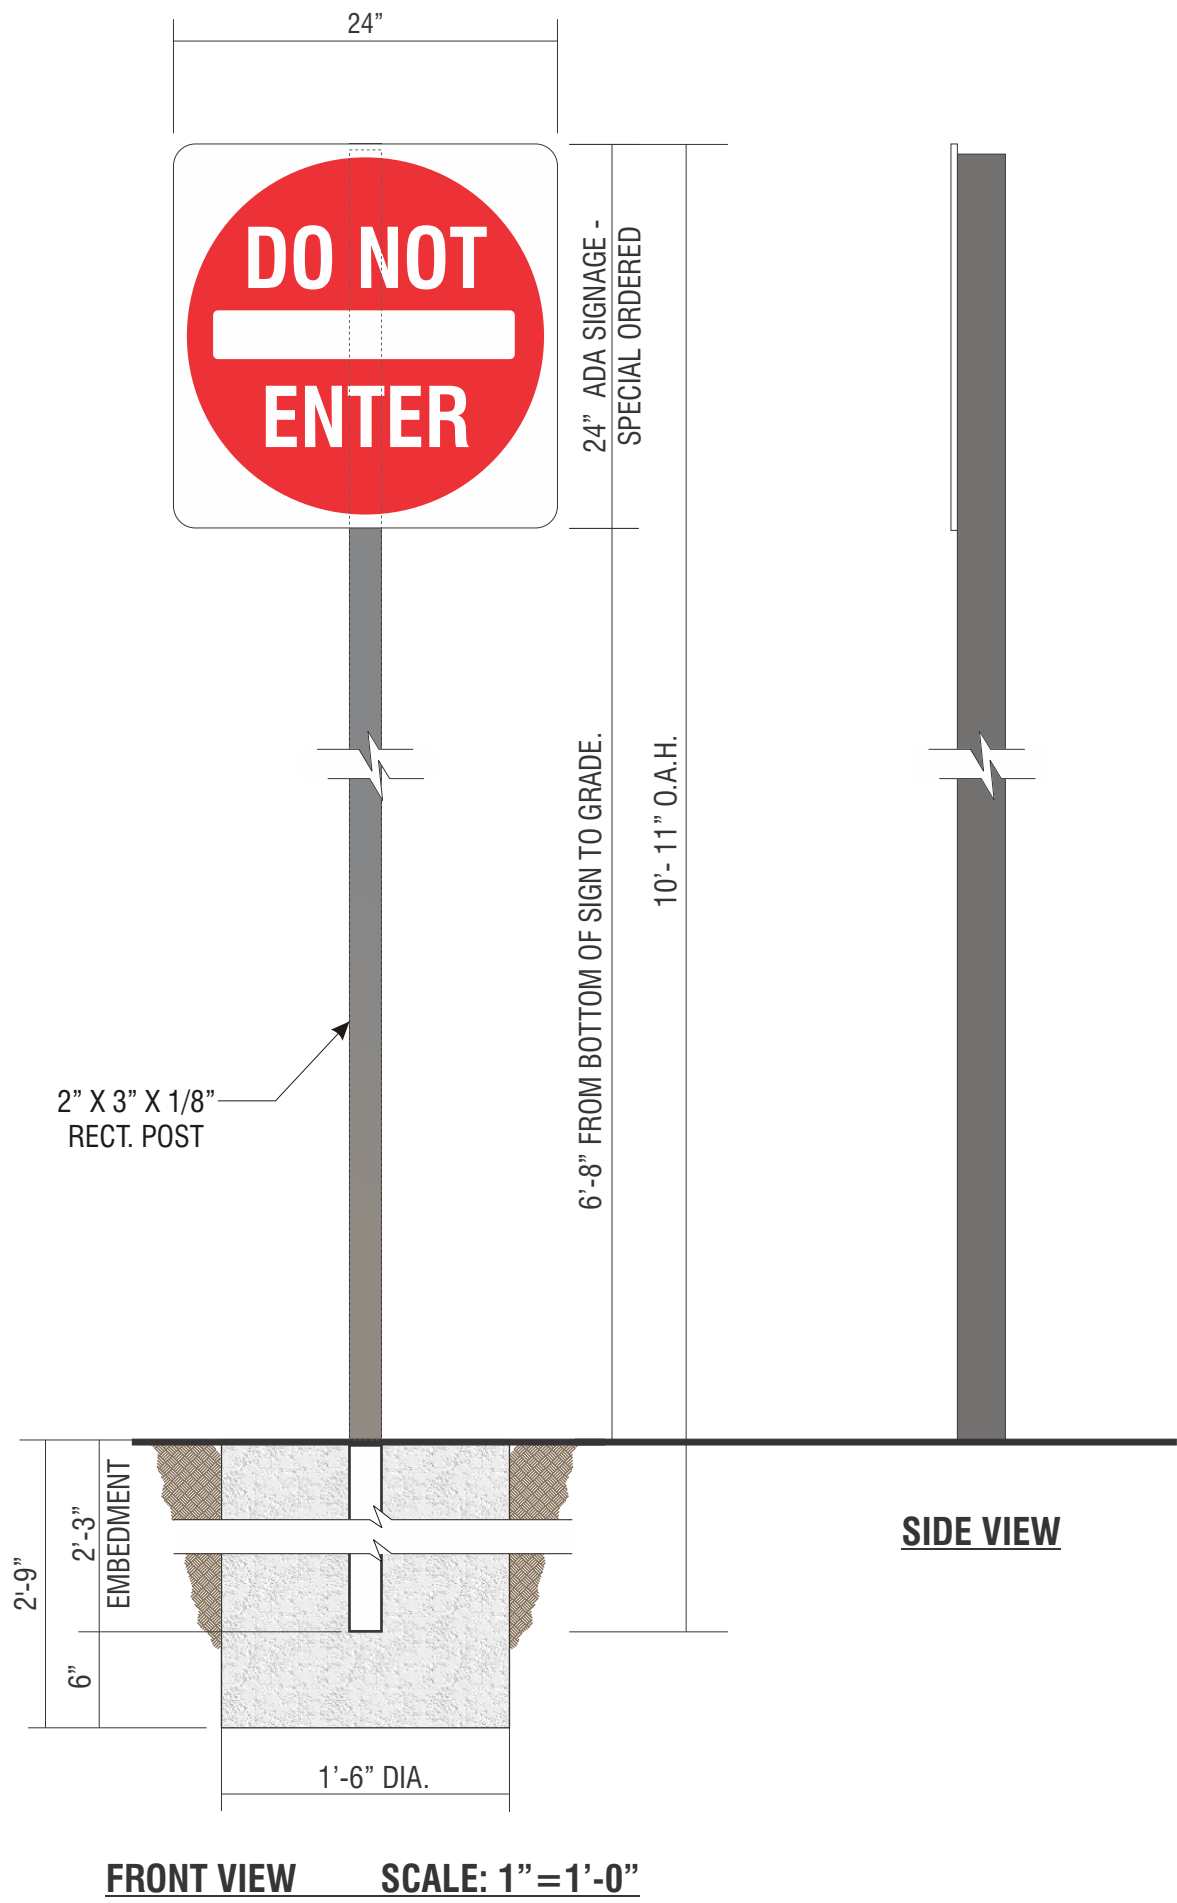 24”
DO NOT
ENTER
24” ADA SIGNAGE -
SPECIAL ORDERED
6’-8” FROM BOTTOM OF SIGN TO GRADE.
10’- 11” O.A.H.
2” X 3” X 1/8”
RECT. POST
2'-9”
2’-3”
EMBEDMENT
6”
1’-6” DIA.
SIDE VIEW
FRONT VIEW SCALE: 1”=1’-0”